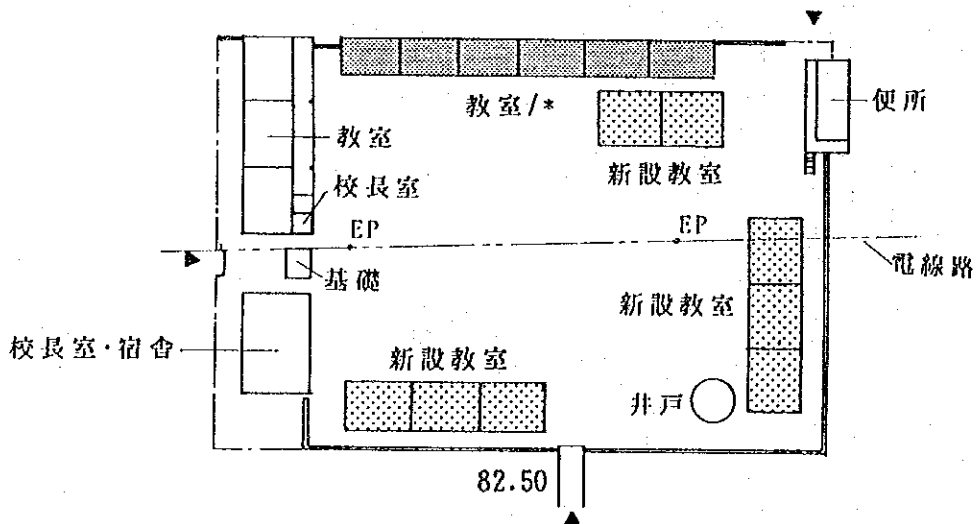 教室/*
便所
教室
新設教室
校長室
EP
EP
電線路
基礎
新設教室
校長室・宿舎
新設教室
井戸
82.50